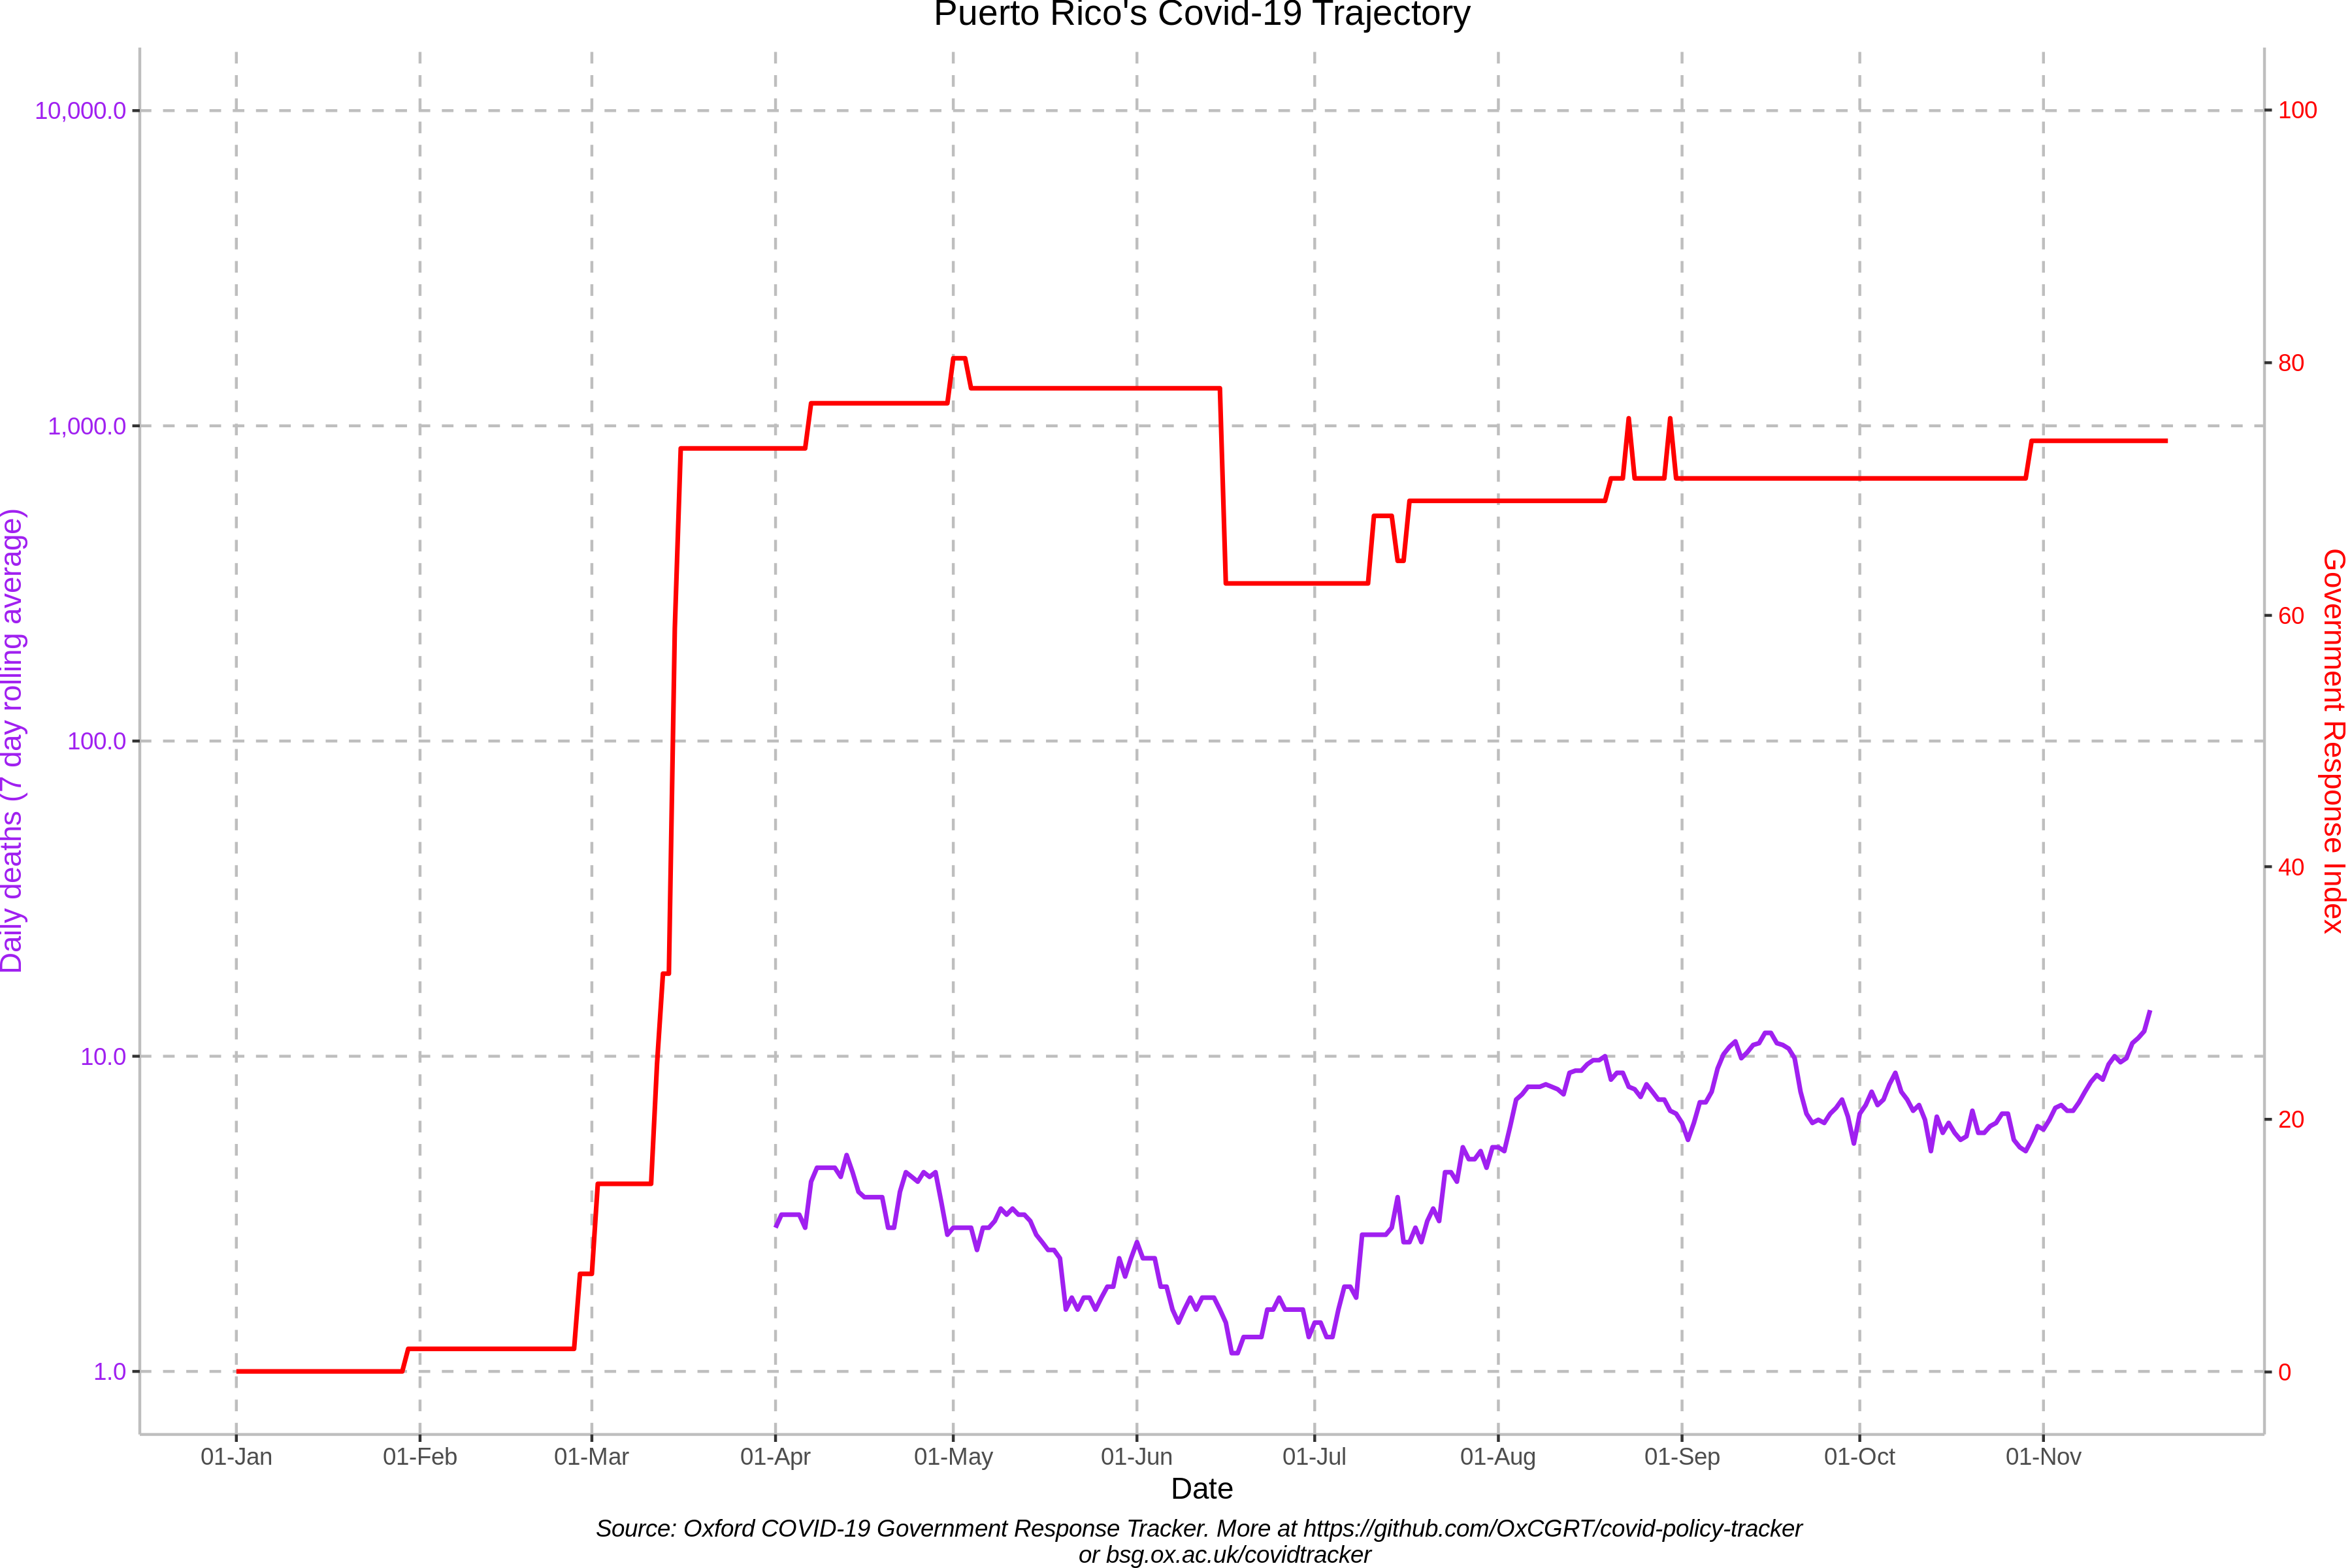 Puerto Rico's Covid-19 Trajectory
10,000.0
1,000.0
100.0
10.0
1.0
Daily deaths (7 day rolling average)
100
80
60
40
20
0
Government Response Index
01-Jan 01-Feb 01-Mar 01-Apr 01-May 01-Jun 01-Jul 01-Aug 01-Sep 01-Oct 01-Nov
Date
Source: Oxford COVID-19 Government Response Tracker. More at https://github.com/OxCGRT/covid-policy-tracker
or bsg.ox.ac.uk/covidtracker